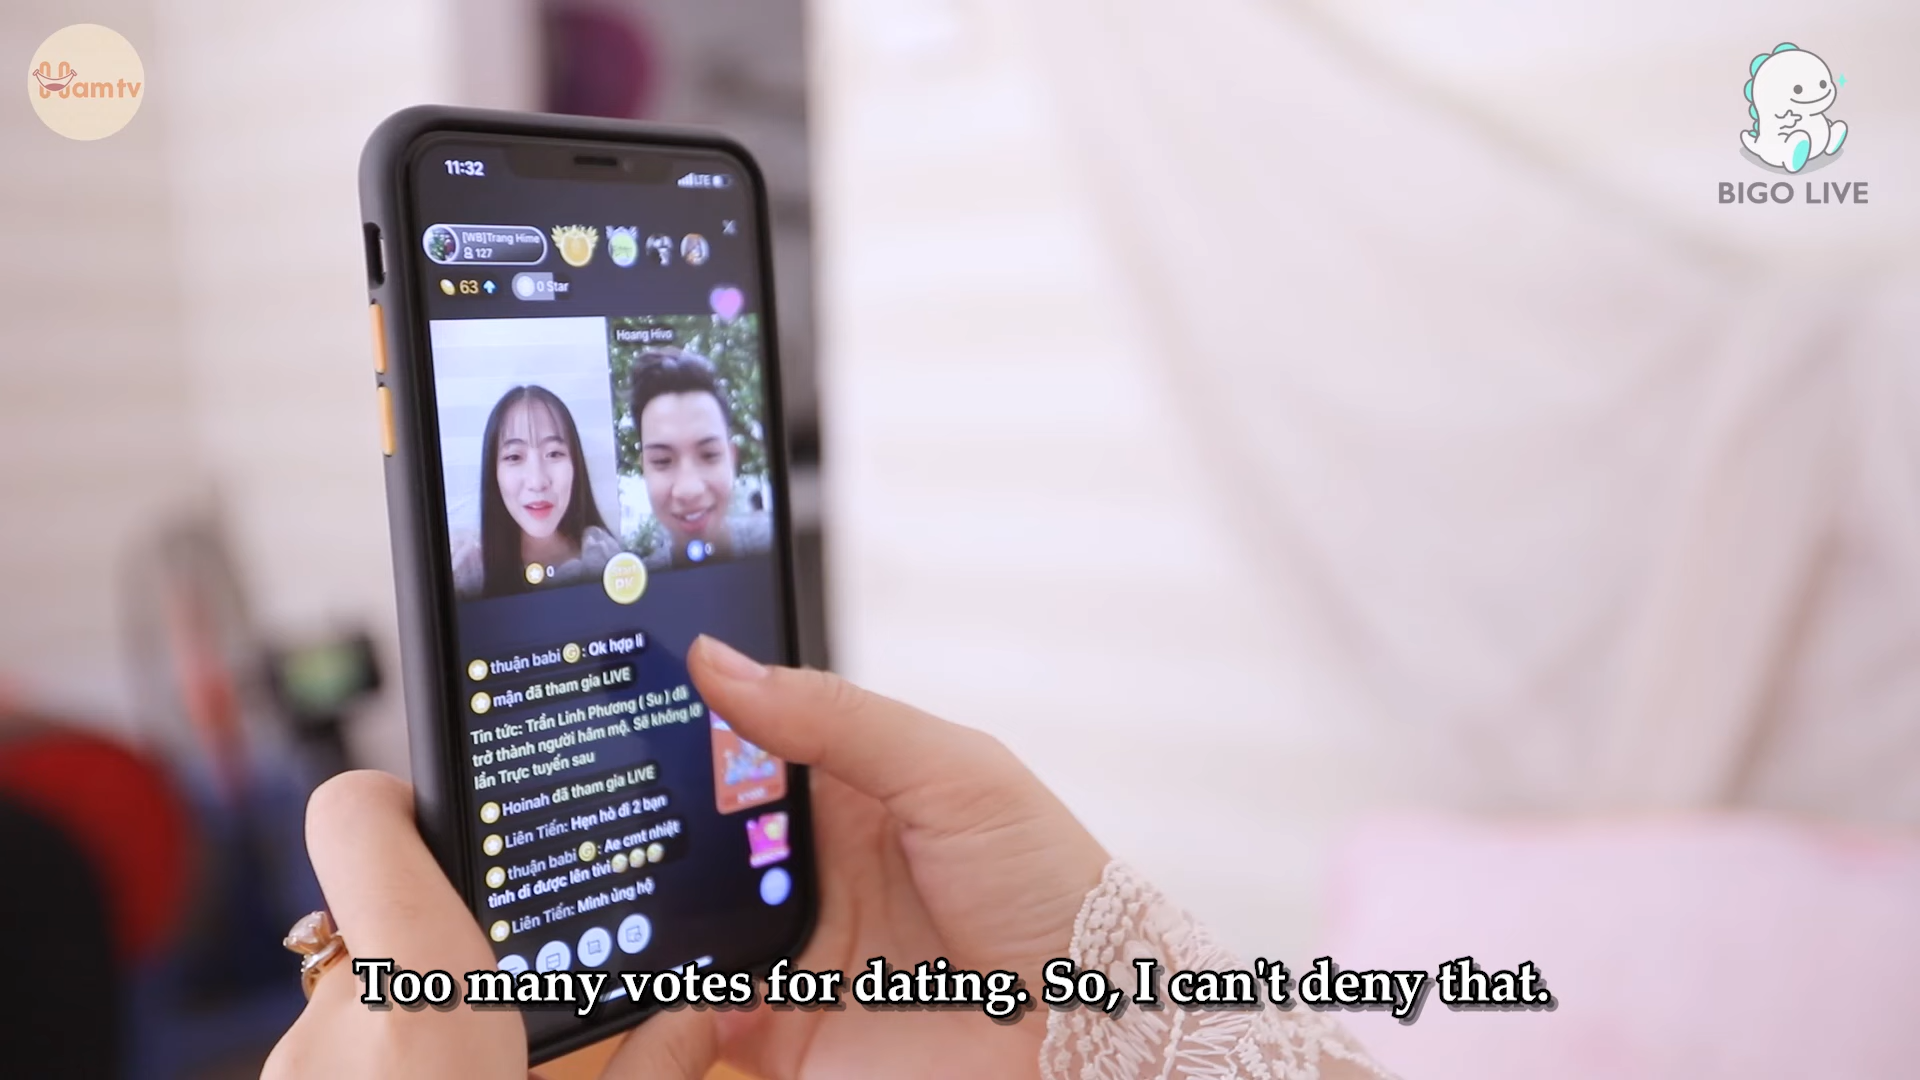 Hamtv
BIGO LIVE
11:32
LTE
[WB]Trang Hime
127
63
0 Star
Hoang Hivo
0
0
thuận babi G: Ok hợp lí
mận đã tham gia LIVE
Tin tức: Trần Linh Phương ( Su ) đã
trở thành người hâm mộ. Sẽ không lỡ
lần Trực tuyến sau
Hoinah đã tham gia LIVE
Liên Tiến: Hẹn hò đi 2 bạn
thuận babi G: Ae cmt nhiệt
tình di được lên tivi
Liên Tiến: Mình ủng hộ
Too many votes for dating. So, I can't deny that.